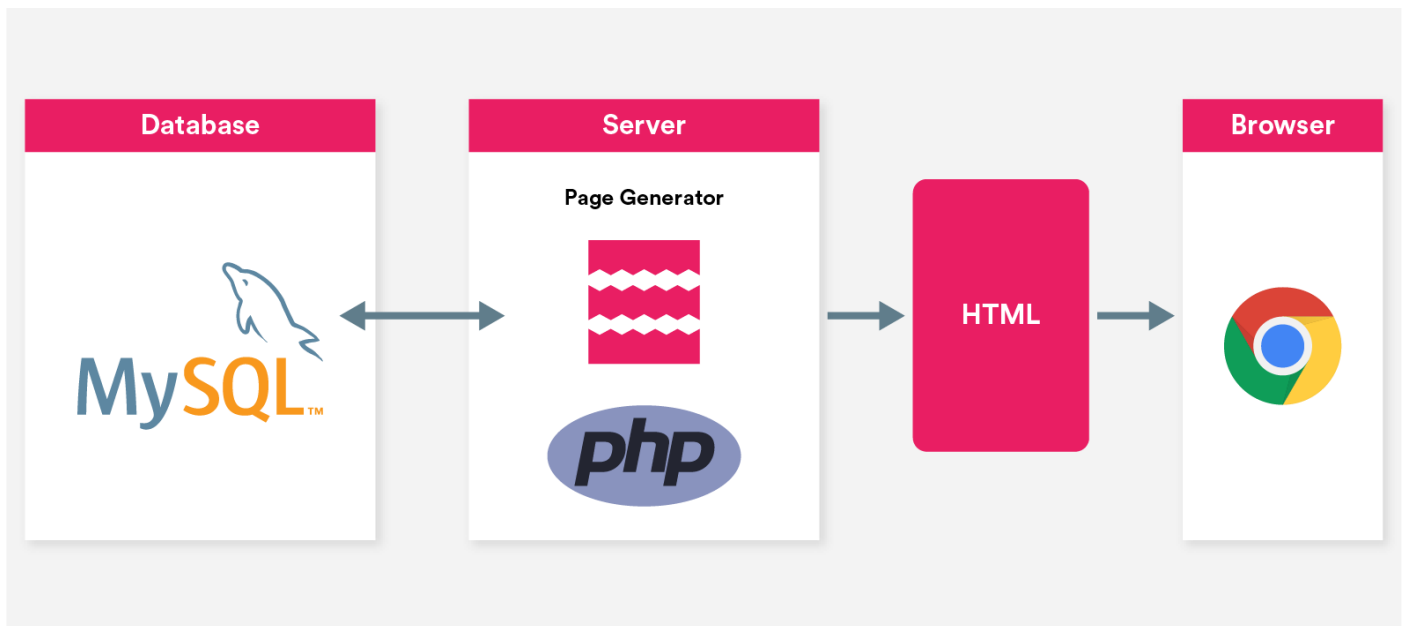 Database
Server
Browser
Page Generator
HTML
MySQL™
php